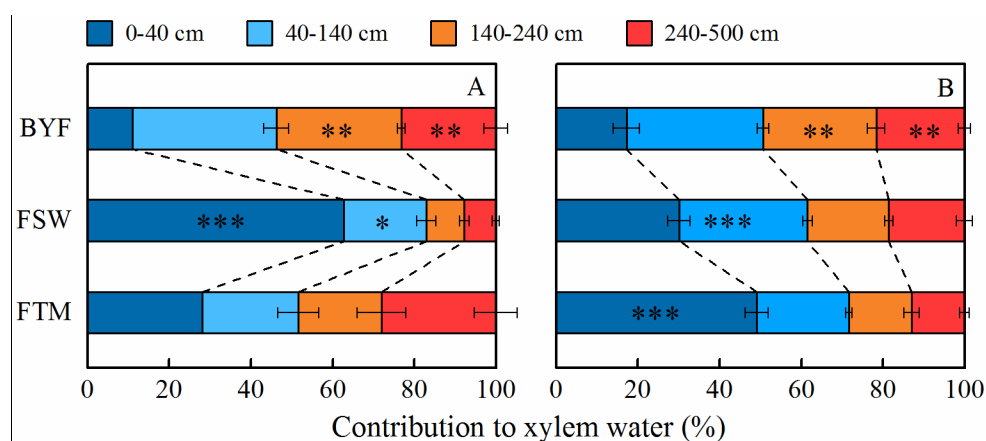 0-40 cm 40-140 cm 140-240 cm 240-500 cm
A B
BYF ** ** ** **
FSW *** * ***
FTM ***
0 20 40 60 80 100 0 20 40 60 80 100
Contribution to xylem water (%)